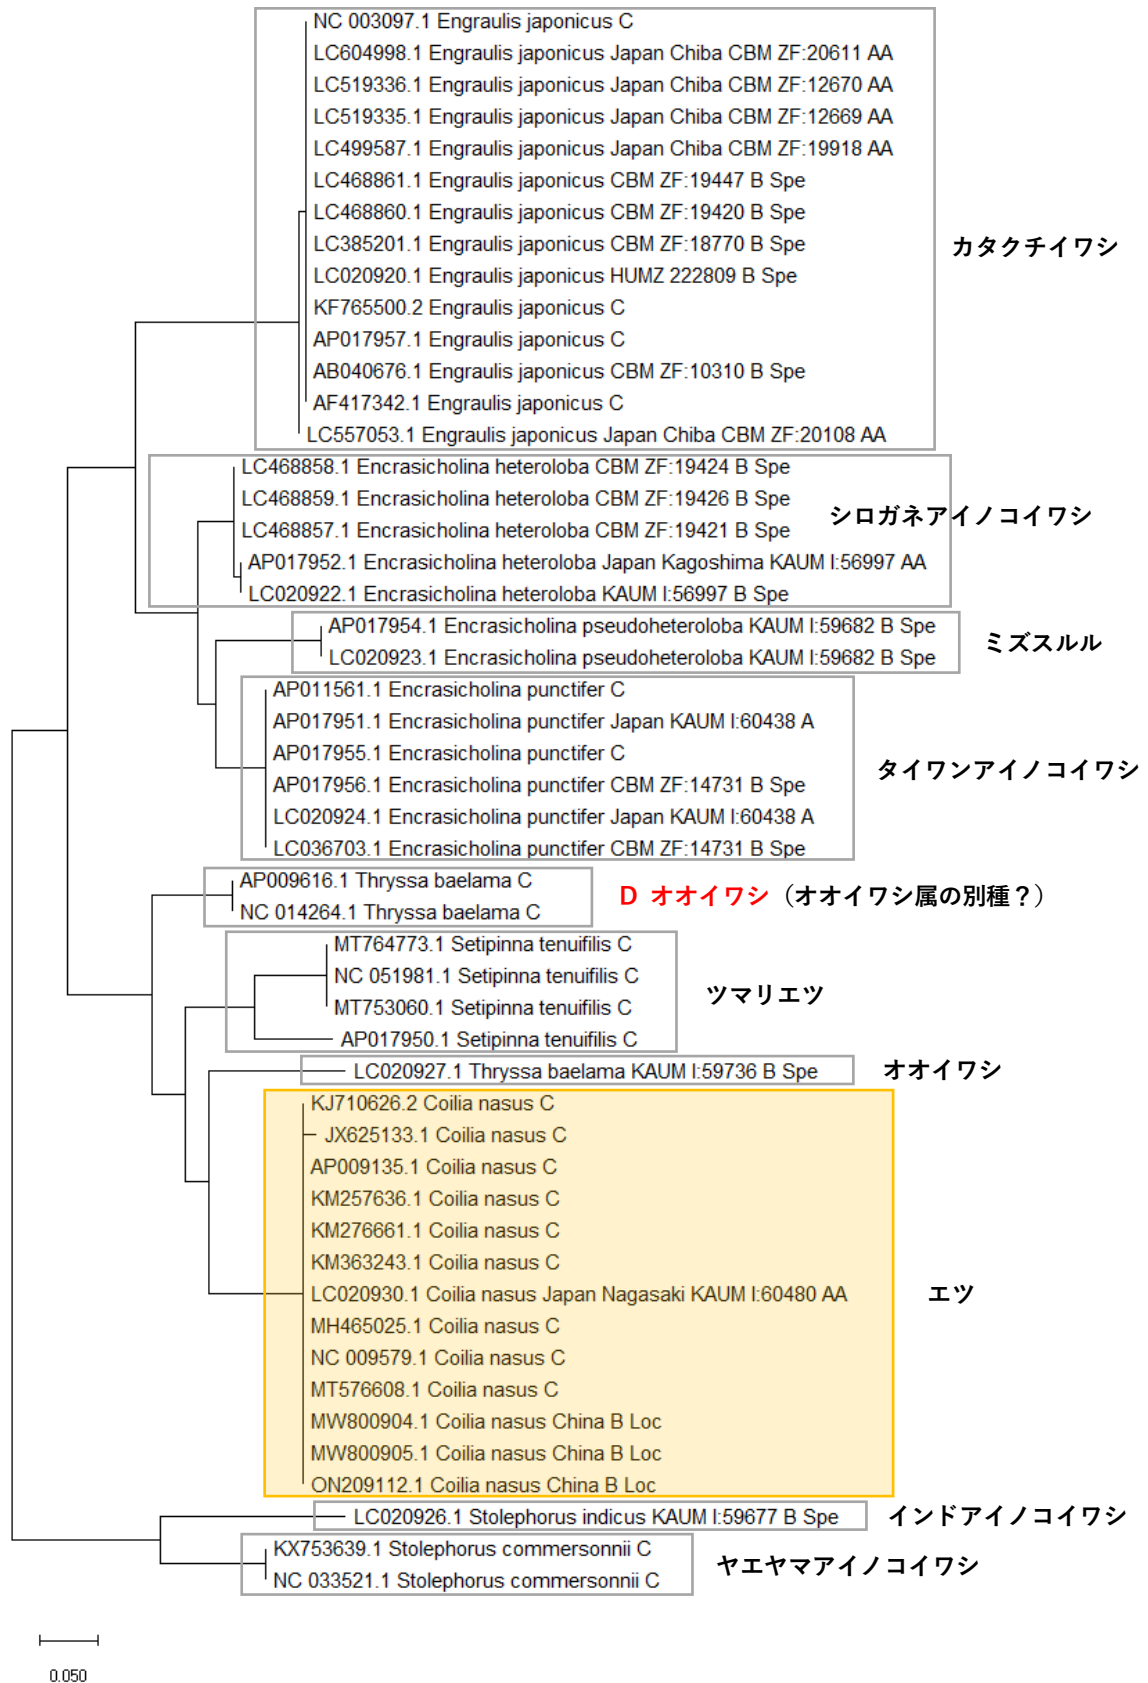 NC 003097.1 Engraulis japonicus C
LC604998.1 Engraulis japonicus Japan Chiba CBM ZF:20611 AA
LC519336.1 Engraulis japonicus Japan Chiba CBM ZF:12670 AA
LC519335.1 Engraulis japonicus Japan Chiba CBM ZF:12669 AA
LC499587.1 Engraulis japonicus Japan Chiba CBM ZF:19918 AA
LC468861.1 Engraulis japonicus CBM ZF:19447 B Spe
LC468860.1 Engraulis japonicus CBM ZF:19420 B Spe
LC385201.1 Engraulis japonicus CBM ZF:18770 B Spe
カタクチイワシ
LC020920.1 Engraulis japonicus HUMZ 222809 B Spe
KF765500.2 Engraulis japonicus C
AP017957.1 Engraulis japonicus C
AB040676.1 Engraulis japonicus CBM ZF:10310 B Spe
AF417342.1 Engraulis japonicus C
LC557053.1 Engraulis japonicus Japan Chiba CBM ZF:20108 AA
LC468858.1 Encrasicholina heteroloba CBM ZF:19424 B Spe
LC468859.1 Encrasicholina heteroloba CBM ZF:19426 B Spe
シロガネアイノコイワシ
LC468857.1 Encrasicholina heteroloba CBM ZF:19421 B Spe
AP017952.1 Encrasicholina heteroloba Japan Kagoshima KAUM I:56997 AA
LC020922.1 Encrasicholina heteroloba KAUM I:56997 B Spe
AP017954.1 Encrasicholina pseudoheteroloba KAUM I:59682 B Spe
ミズスルル
LC020923.1 Encrasicholina pseudoheteroloba KAUM I:59682 B Spe
AP011561.1 Encrasicholina punctifer C
AP017951.1 Encrasicholina punctifer Japan KAUM I:60438 A
AP017955.1 Encrasicholina punctifer C
タイワンアイノコイワシ
AP017956.1 Encrasicholina punctifer CBM ZF:14731 B Spe
LC020924.1 Encrasicholina punctifer Japan KAUM I:60438 A
LC036703.1 Encrasicholina punctifer CBM ZF:14731 B Spe
AP009616.1 Thryssa baelama C
D オオイワシ（オオイワシ属の別種？）
NC 014264.1 Thryssa baelama C
MT764773.1 Setipinna tenuifilis C
NC 051981.1 Setipinna tenuifilis C
ツマリエツ
MT753060.1 Setipinna tenuifilis C
AP017950.1 Setipinna tenuifilis C
LC020927.1 Thryssa baelama KAUM I:59736 B Spe
オオイワシ
KJ710626.2 Coilia nasus C
JX625133.1 Coilia nasus C
AP009135.1 Coilia nasus C
KM257636.1 Coilia nasus C
KM276661.1 Coilia nasus C
KM363243.1 Coilia nasus C
LC020930.1 Coilia nasus Japan Nagasaki KAUM I:60480 AA
エツ
MH465025.1 Coilia nasus C
NC 009579.1 Coilia nasus C
MT576608.1 Coilia nasus C
MW800904.1 Coilia nasus China B Loc
MW800905.1 Coilia nasus China B Loc
ON209112.1 Coilia nasus China B Loc
LC020926.1 Stolephorus indicus KAUM I:59677 B Spe
インドアイノコイワシ
KX753639.1 Stolephorus commersonnii C
ヤエヤマアイノコイワシ
NC 033521.1 Stolephorus commersonnii C
0.050